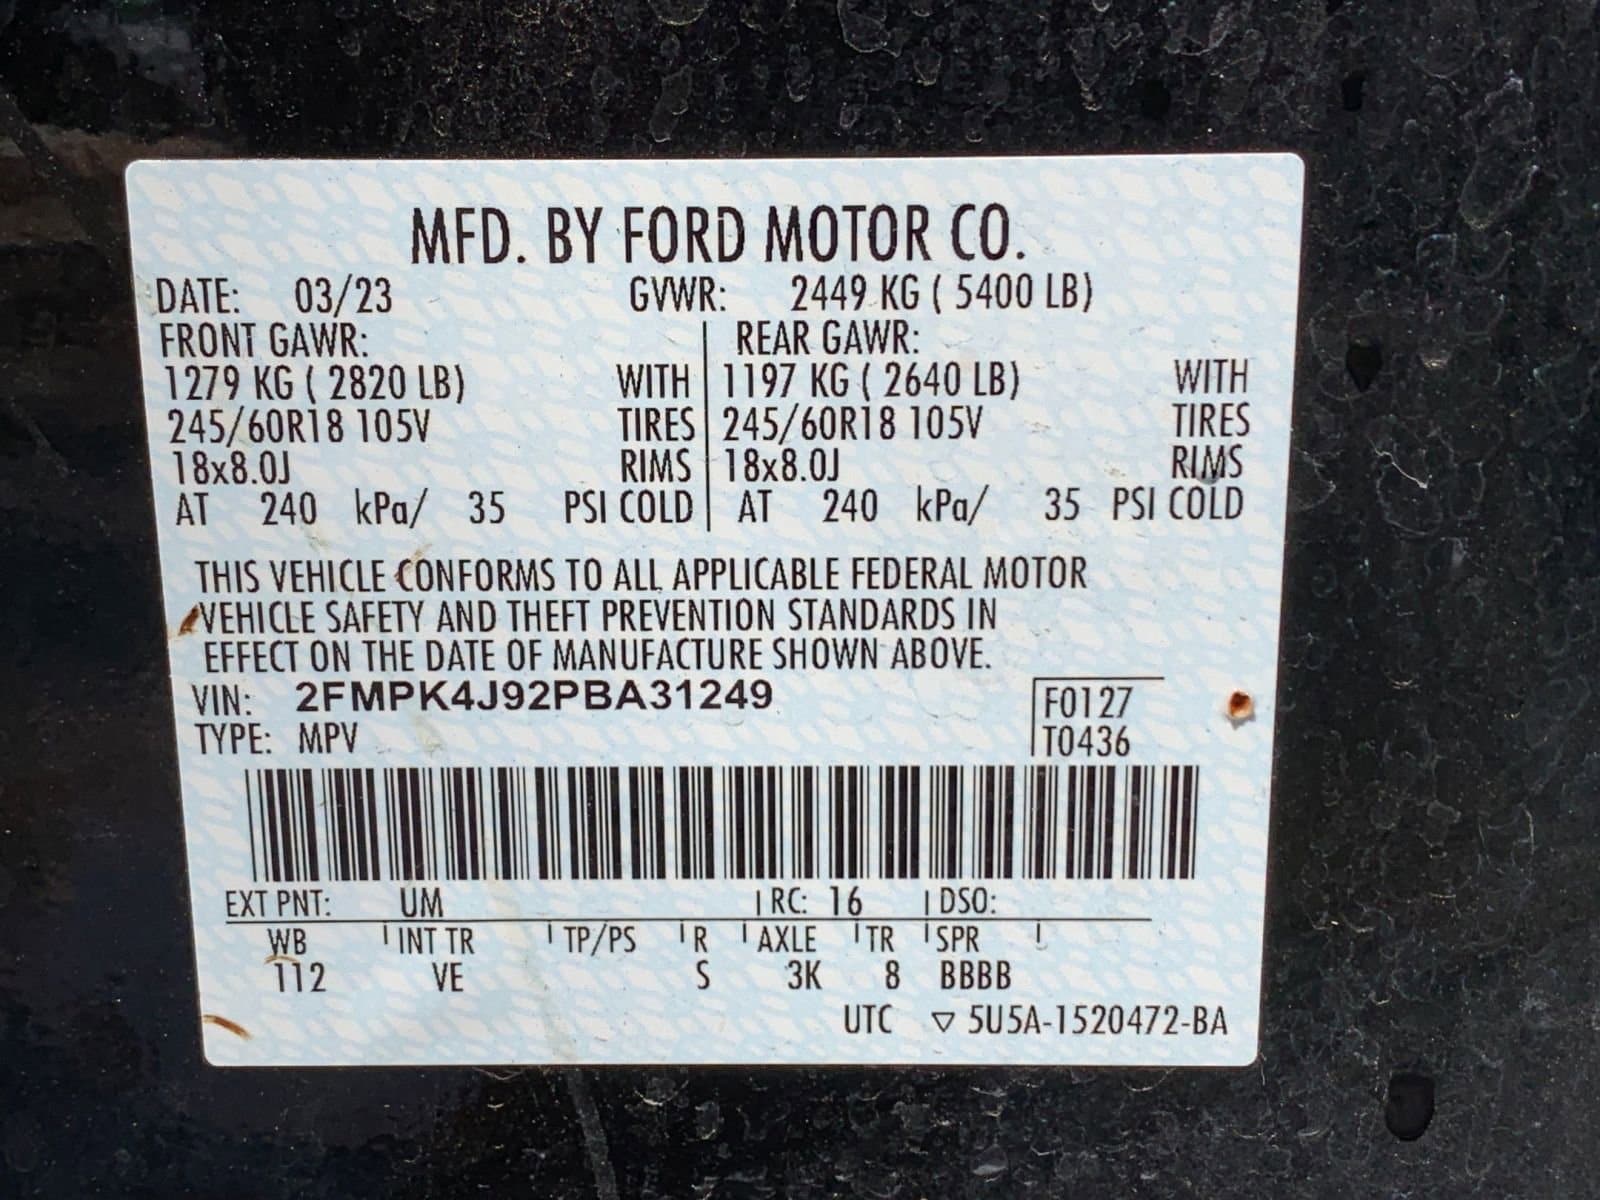 MFD. BY FORD MOTOR CO.
DATE: 03/23 GVWR: 2449 KG ( 5400 LB)
FRONT GAWR: REAR GAWR:
1279 KG ( 2820 LB) WITH 1197 KG ( 2640 LB) WITH
245/60R18 105V TIRES 245/60R18 105V TIRES
18x8.0J RIMS 18x8.0J RIMS
AT 240 kPa/ 35 PSI COLD AT 240 kPa/ 35 PSI COLD
THIS VEHICLE CONFORMS TO ALL APPLICABLE FEDERAL MOTOR
VEHICLE SAFETY AND THEFT PREVENTION STANDARDS IN
EFFECT ON THE DATE OF MANUFACTURE SHOWN ABOVE.
VIN: 2FMPK4J92PBA31249 F0127
TYPE: MPV T0436
EXT PNT: UM RC: 16 DSO:
WB INT TR TP/PS R AXLE TR SPR
112 VE S 3K 8 BBBB
UTC ▽ 5U5A-1520472-BA